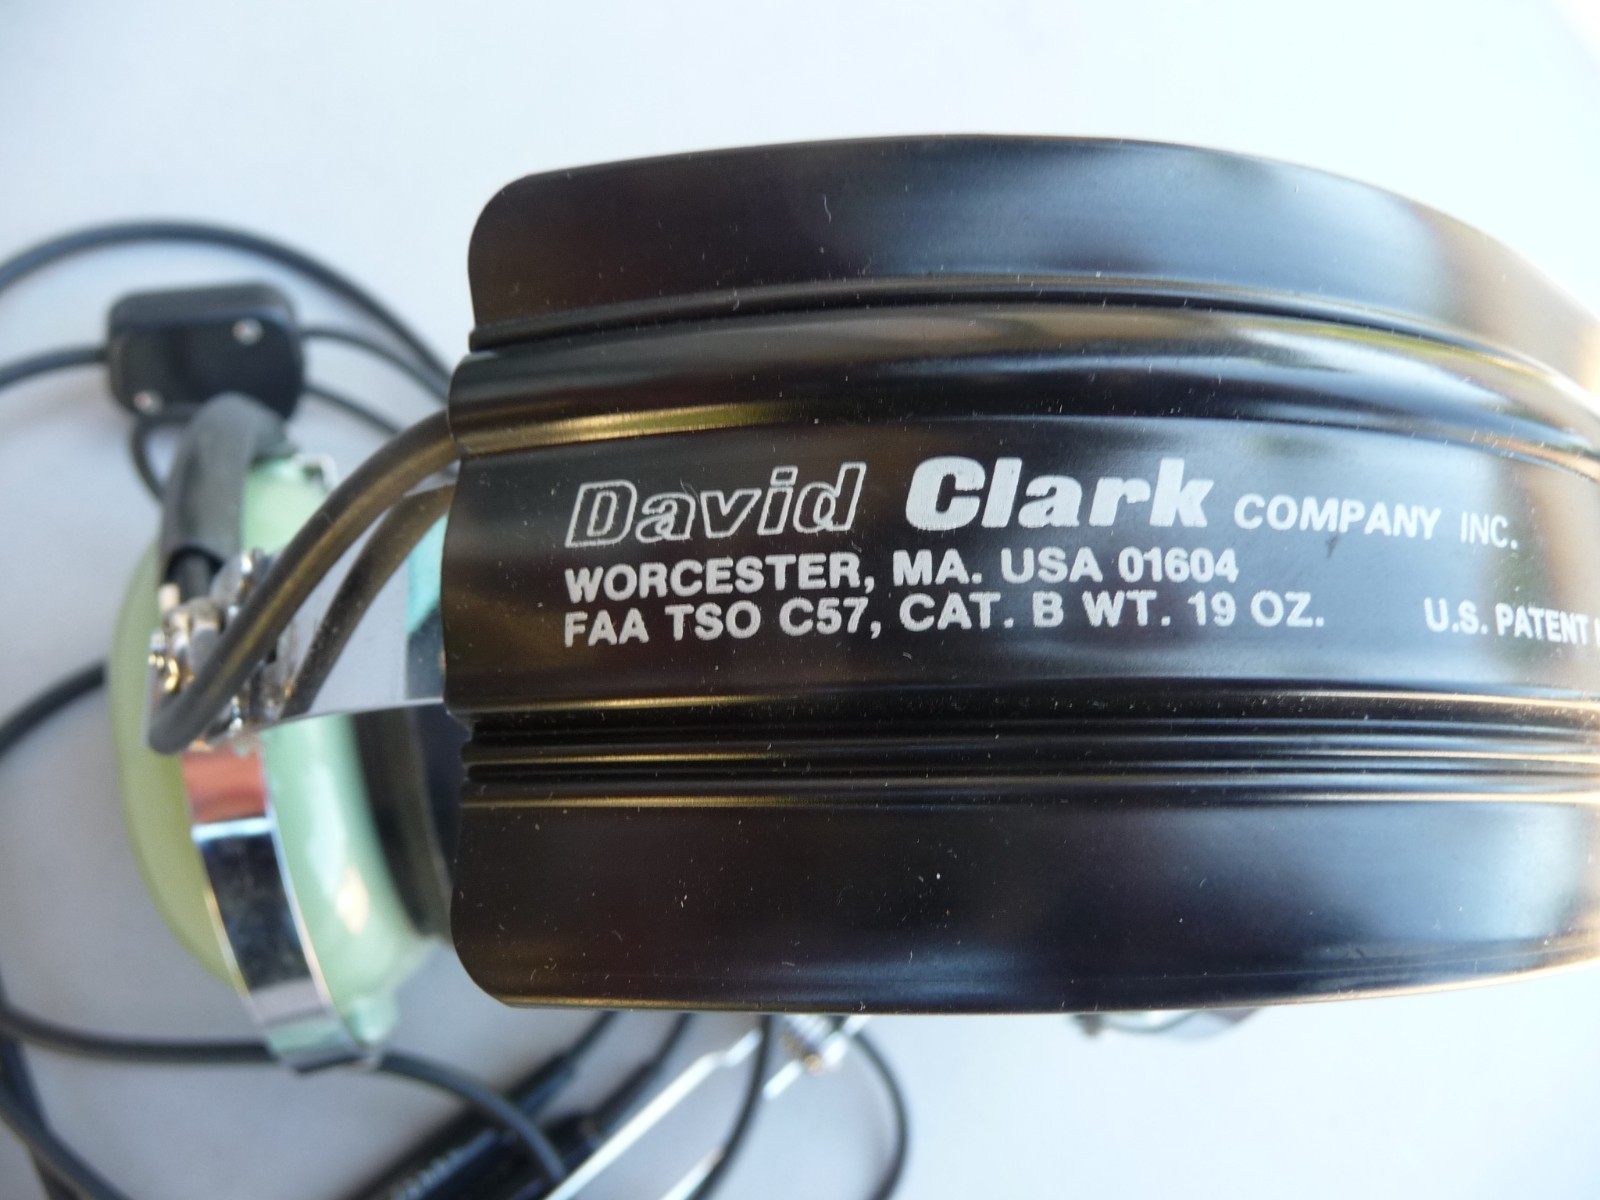 David Clark COMPANY INC.
WORCESTER, MA. USA 01604
FAA TSO C57, CAT. B WT. 19 OZ. U.S. PATENT